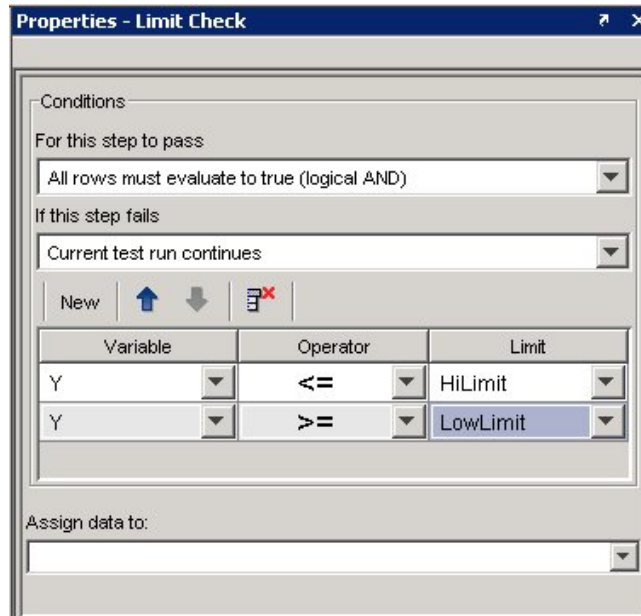 Properties - Limit Check
Conditions
For this step to pass
All rows must evaluate to true (logical AND)
If this step fails
Current test run continues
New
Variable Operator Limit
Y <= HiLimit
Y >= LowLimit
Assign data to: